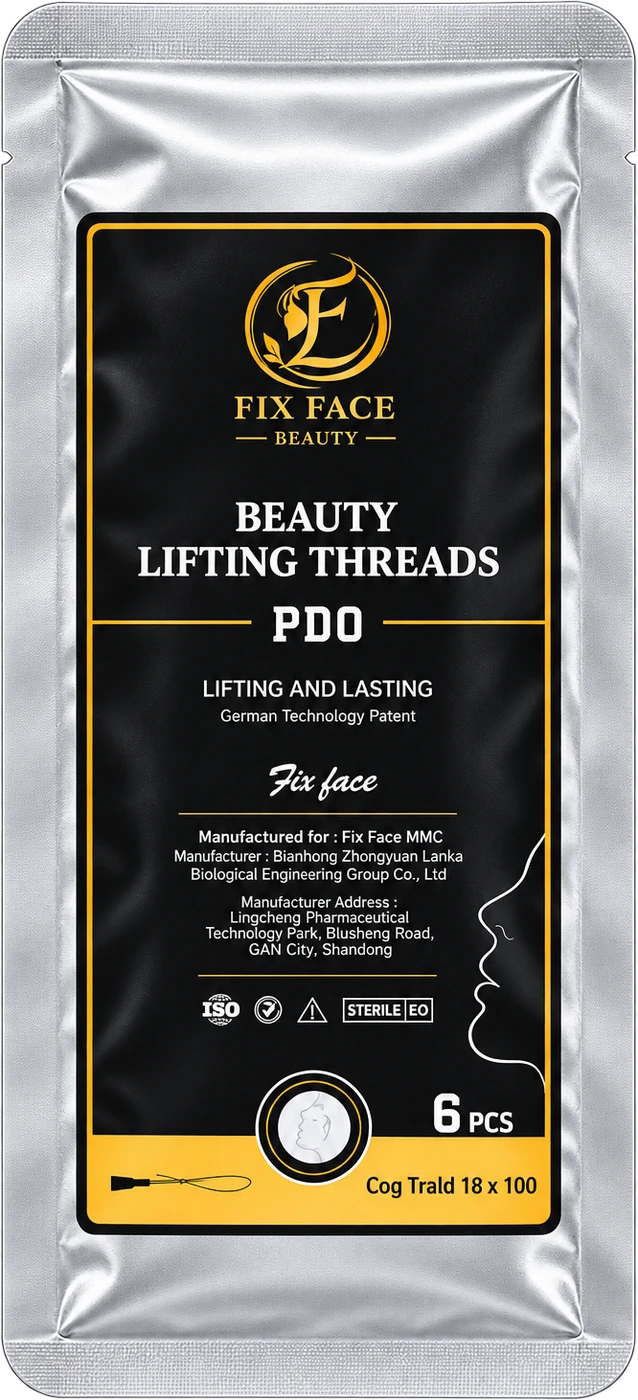 FIX FACE
BEAUTY
BEAUTY
LIFTING THREADS
PDO
LIFTING AND LASTING
German Technology Patent
Fix face
Manufactured for : Fix Face MMC
Manufacturer : Bianhong Zhongyuan Lanka
Biological Engineering Group Co., Ltd
Manufacturer Address :
Lingcheng Pharmaceutical
Technology Park, Blusheng Road,
GAN City, Shandong
ISO
STERILE EO
6 PCS
Cog Trald 18 x 100